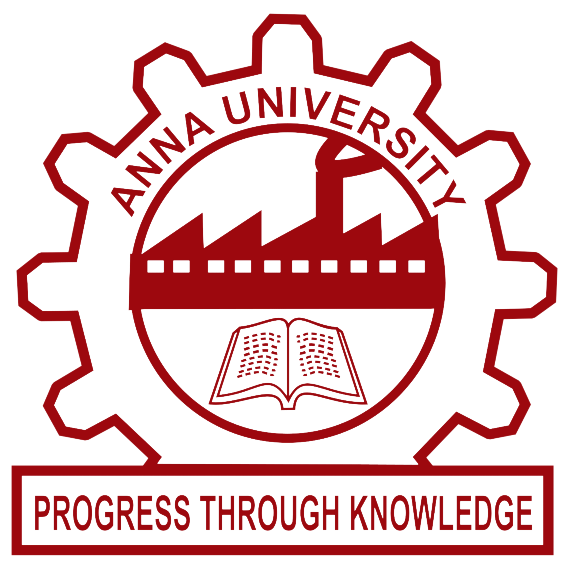 ANNA UNIVERSITY
PROGRESS THROUGH KNOWLEDGE